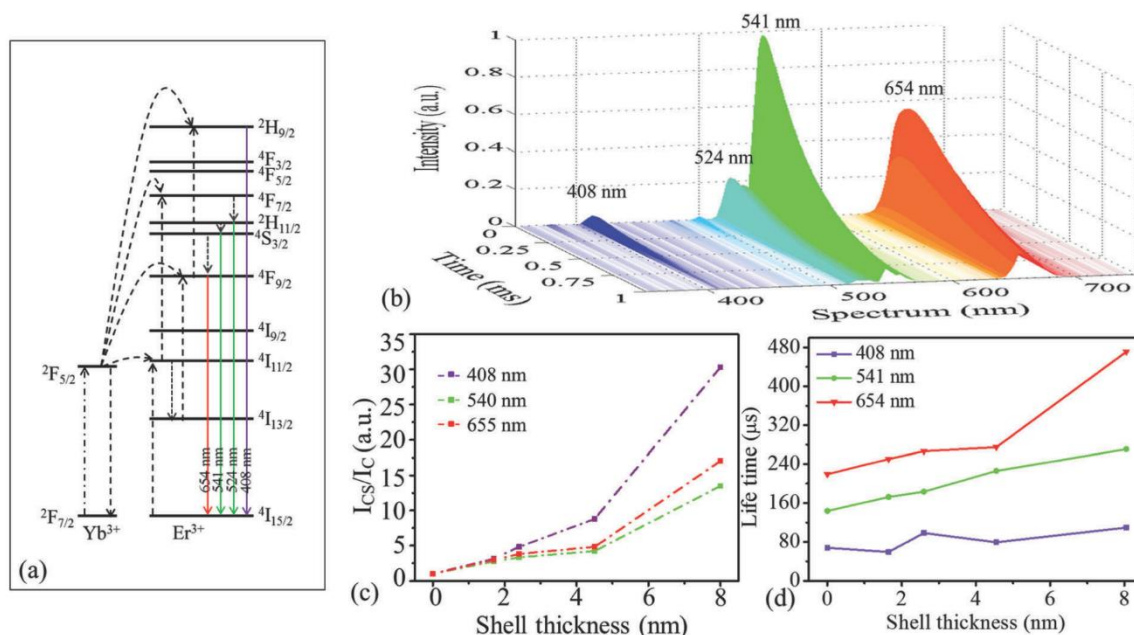 ²H₉/₂
⁴F₃/₂
⁴F₅/₂
⁴F₇/₂
²H₁₁/₂
⁴S₃/₂
⁴F₉/₂
⁴I₉/₂
⁴I₁₁/₂
⁴I₁₃/₂
⁴I₁₅/₂
²F₅/₂
²F₇/₂
Yb³⁺
Er³⁺
654 nm
541 nm
524 nm
408 nm
(a)
541 nm
654 nm
524 nm
408 nm
Intensity (a.u.)
1
0.8
0.6
0.4
0.2
0
0.25
0.5
0.75
1
Time (ms)
400
500
600
700
Spectrum (nm)
(b)
35
30
25
20
15
10
5
0
I_CS/I_C (a.u.)
408 nm
540 nm
655 nm
0
2
4
6
8
Shell thickness (nm)
(c)
480
400
320
240
160
80
0
Life time (μs)
408 nm
541 nm
654 nm
0
2
4
6
8
Shell thickness (nm)
(d)